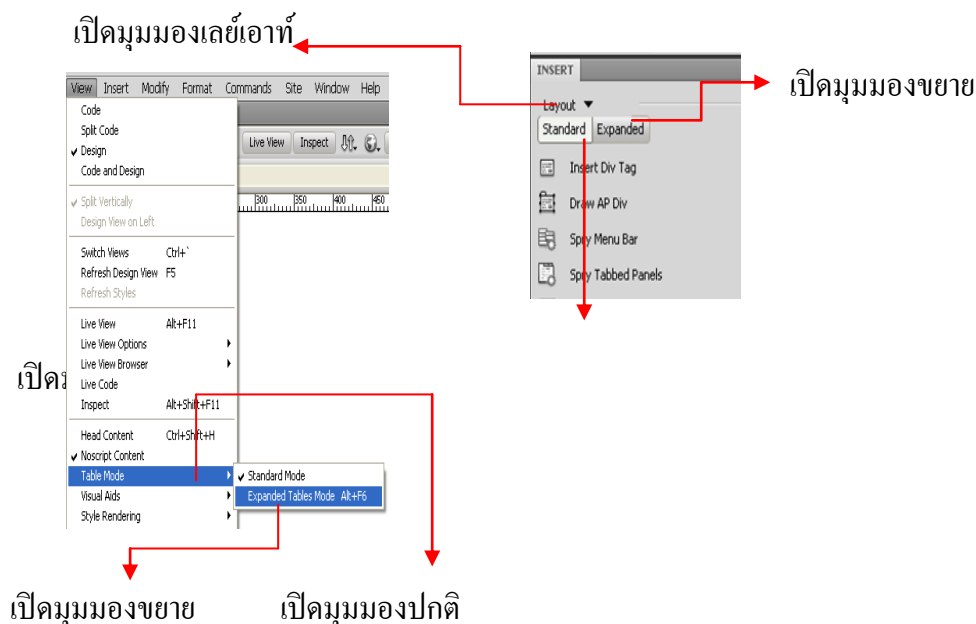 เปิดมุมมองเลย์เอาท์
INSERT
Layout ▼
Standard Expanded
Insert Div Tag
Draw AP Div
Spry Menu Bar
Spry Tabbed Panels
เปิดมุมมองขยาย
View Insert Modify Format Commands Site Window Help
Live View Inspect
300 350 400 450
Code
Split Code
✓ Design
Code and Design
✓ Split Vertically
Design View on Left
Switch Views Ctrl+`
Refresh Design View F5
Refresh Styles
Live View Alt+F11
Live View Options
Live View Browser
Live Code
Inspect Alt+Shift+F11
Head Content Ctrl+Shift+H
✓ Noscript Content
Table Mode
Visual Aids
Style Rendering
✓ Standard Mode
Expanded Tables Mode Alt+F6
เปิดมุมมองขยาย
เปิดมุมมองปกติ